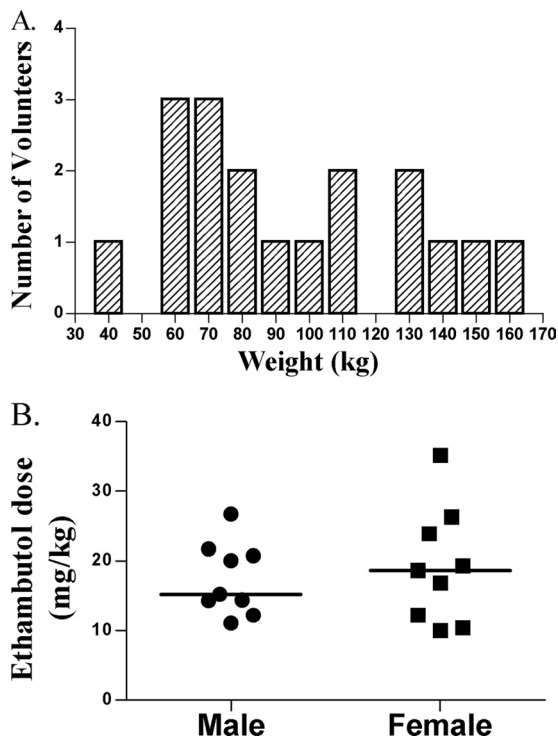 A.
Number of Volunteers
4
3
2
1
0
30 40 50 60 70 80 90 100 110 120 130 140 150 160 170
Weight (kg)
B.
Ethambutol dose
(mg/kg)
40
30
20
10
0
Male Female